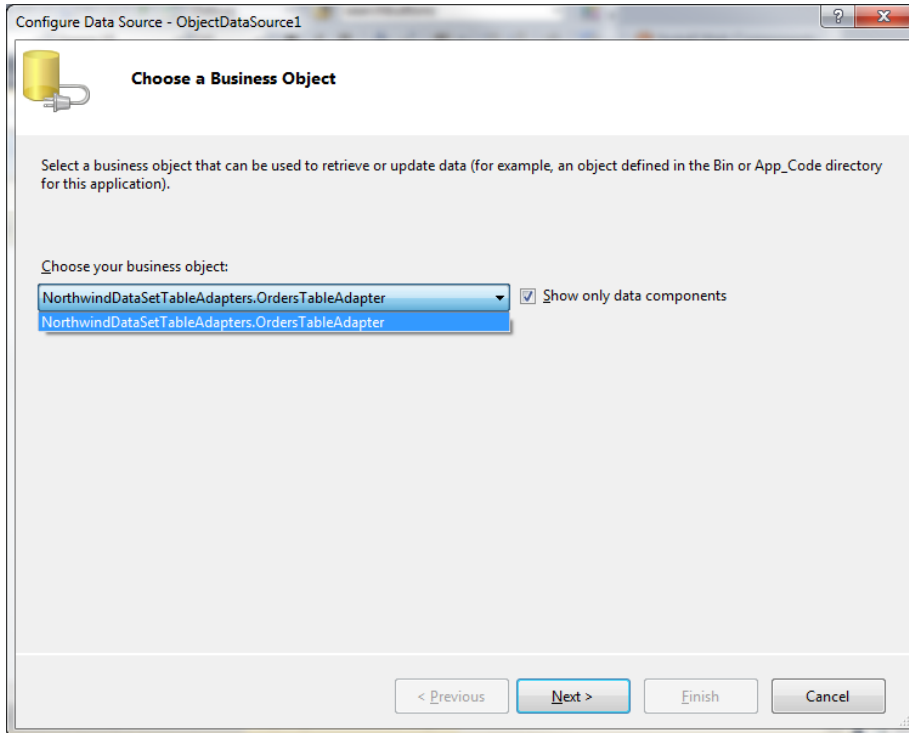 Configure Data Source - ObjectDataSource1
Choose a Business Object
Select a business object that can be used to retrieve or update data (for example, an object defined in the Bin or App_Code directory
for this application).
Choose your business object:
NorthwindDataSetTableAdapters.OrdersTableAdapter
Show only data components
NorthwindDataSetTableAdapters.OrdersTableAdapter
< Previous
Next >
Finish
Cancel